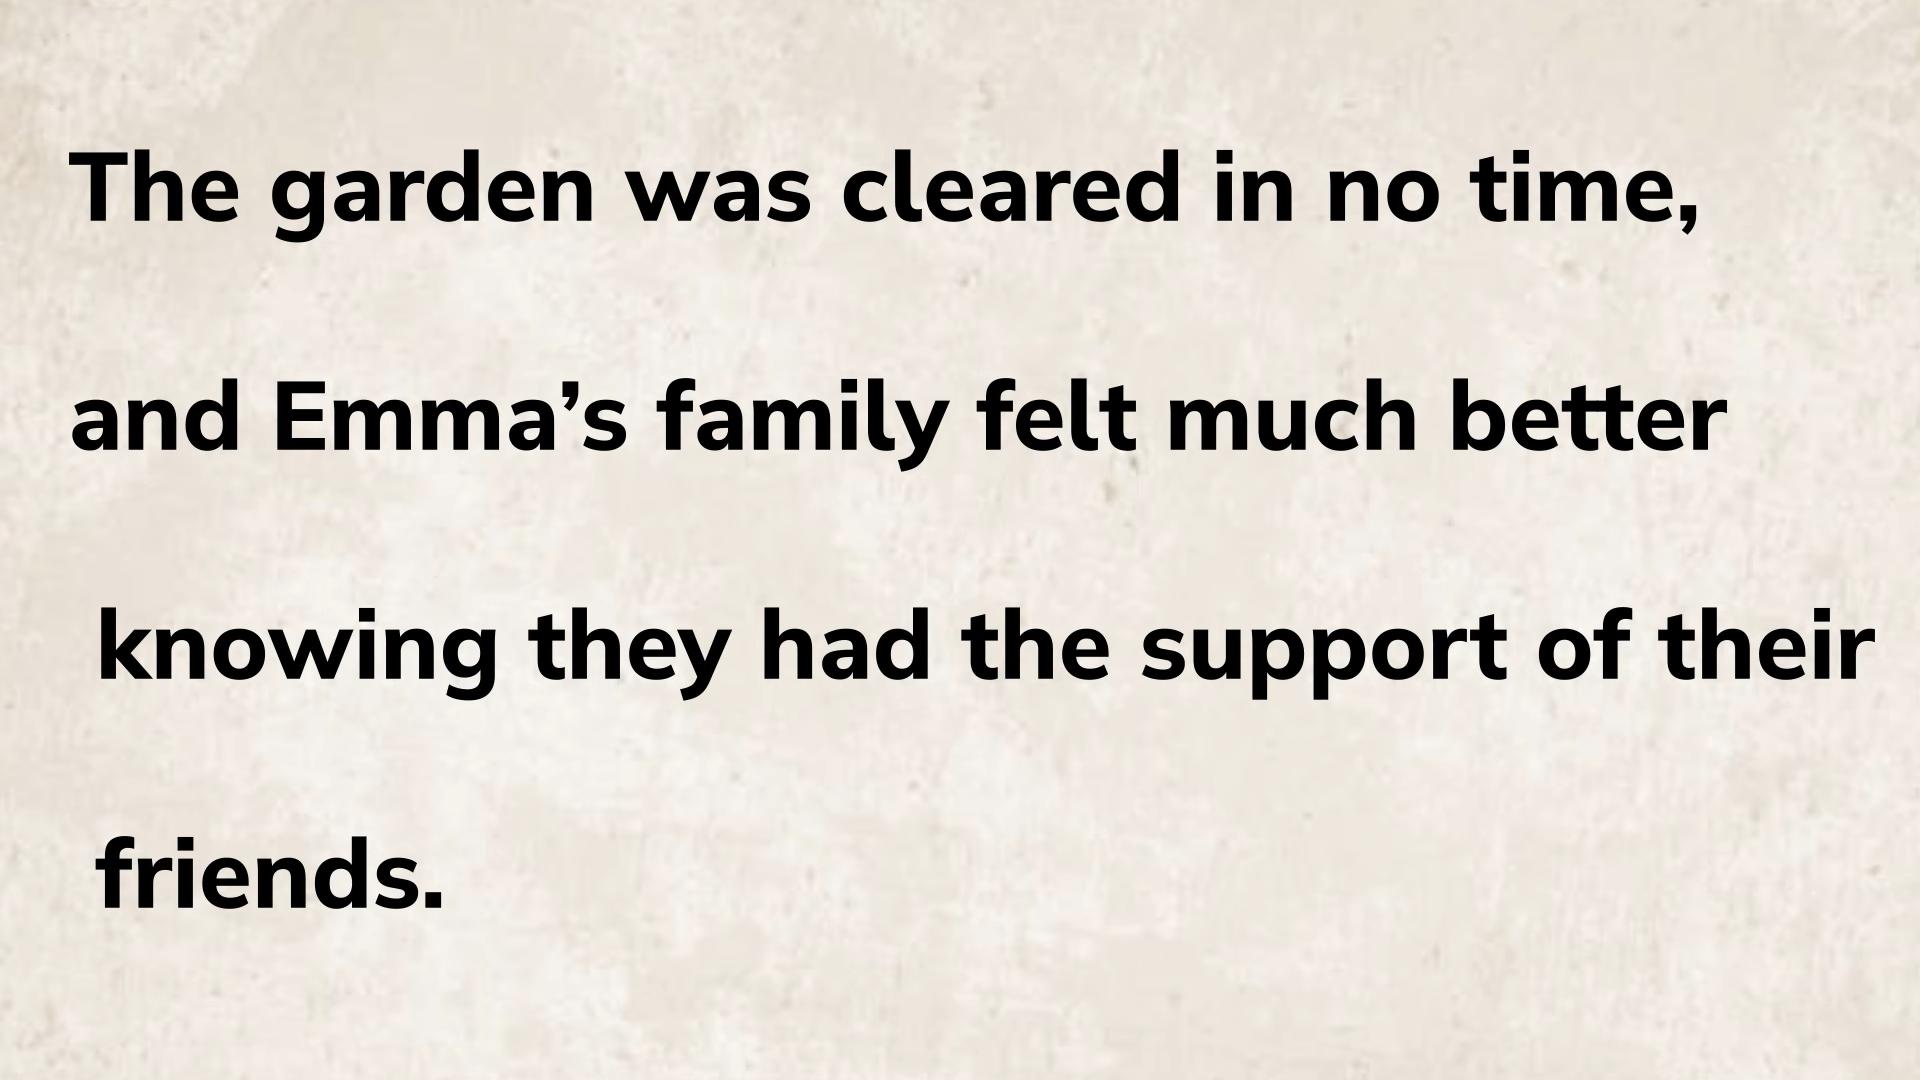 The garden was cleared in no time,
and Emma’s family felt much better
knowing they had the support of their
friends.